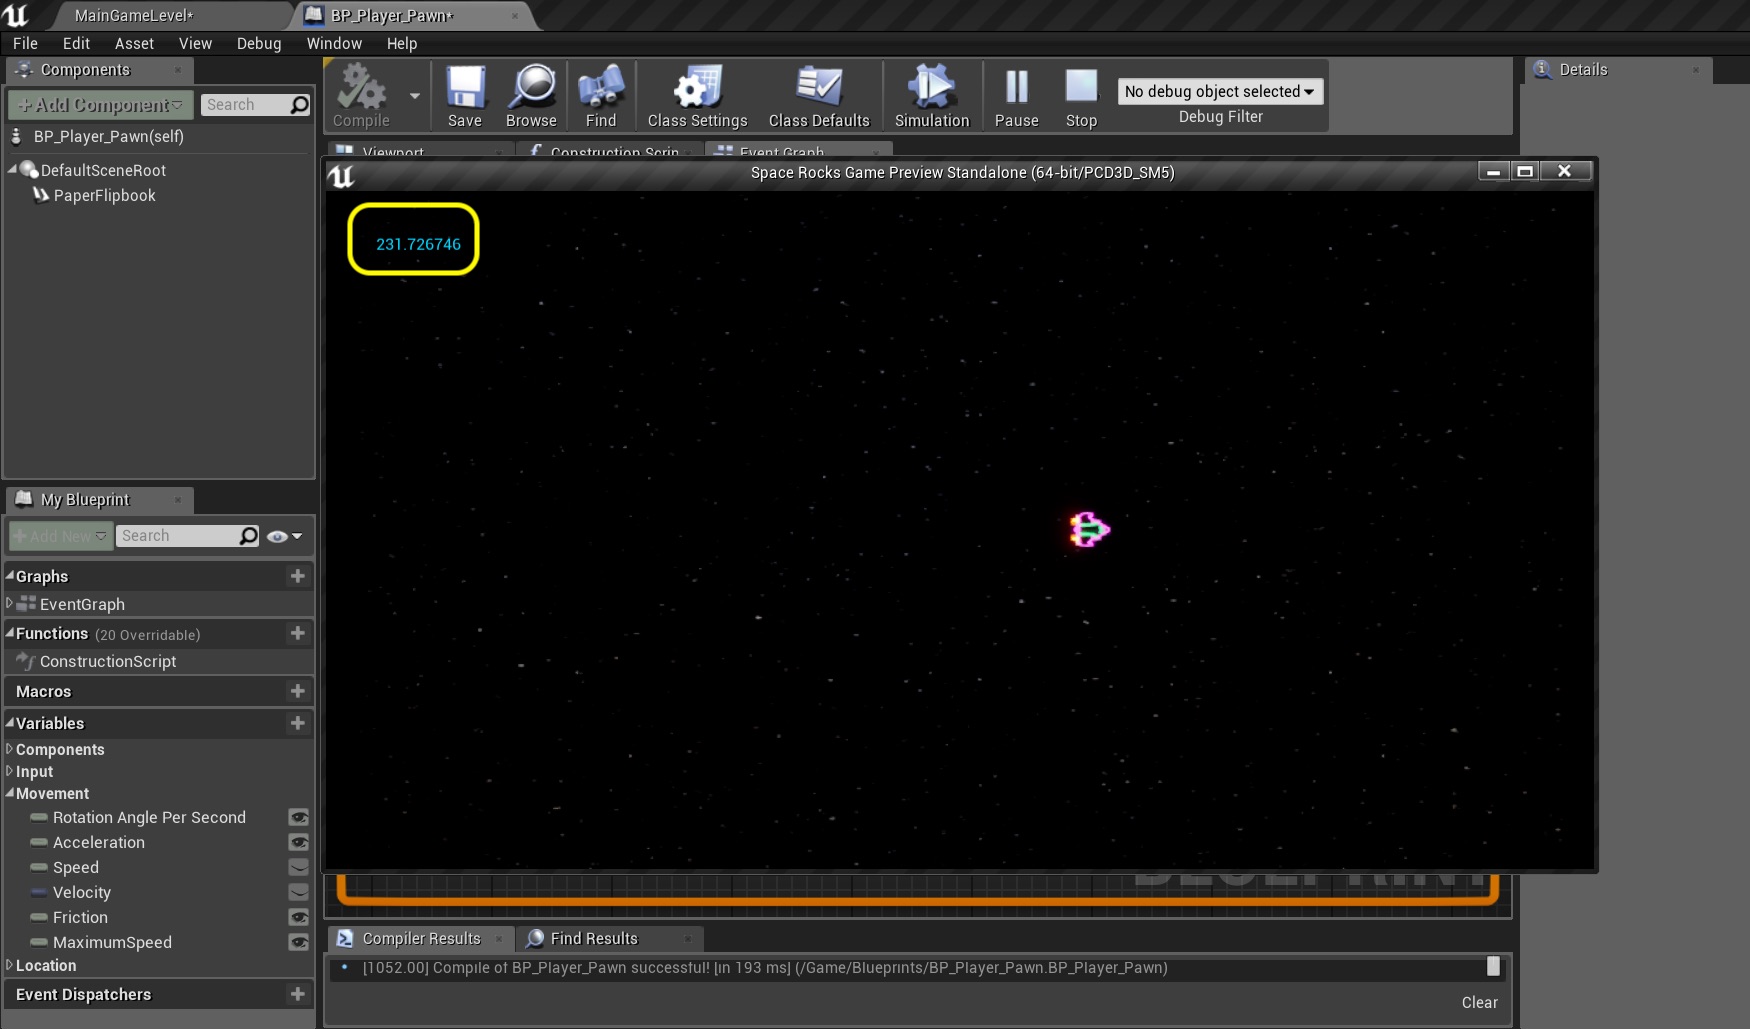 MainGameLevel*
BP_Player_Pawn*
File Edit Asset View Debug Window Help
Components
Add Component
Search
BP_Player_Pawn(self)
DefaultSceneRoot
PaperFlipbook
Compile
Save
Browse
Find
Class Settings
Class Defaults
Simulation
Pause
Stop
No debug object selected
Debug Filter
Details
Viewport
Construction Scrip
Event Graph
Space Rocks Game Preview Standalone (64-bit/PCD3D_SM5)
231.726746
My Blueprint
Add New
Search
Graphs
EventGraph
Functions (20 Overridable)
ConstructionScript
Macros
Variables
Components
Input
Movement
Rotation Angle Per Second
Acceleration
Speed
Velocity
Friction
MaximumSpeed
Location
Event Dispatchers
BLUEPRINT
Compiler Results
Find Results
[1052.00] Compile of BP_Player_Pawn successful! [in 193 ms] (/Game/Blueprints/BP_Player_Pawn.BP_Player_Pawn)
Clear